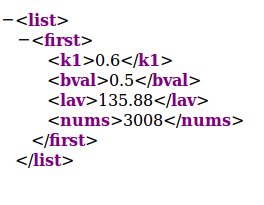 −<list>
−<first>
<k1>0.6</k1>
<bval>0.5</bval>
<lav>135.88</lav>
<nums>3008</nums>
</first>
</list>